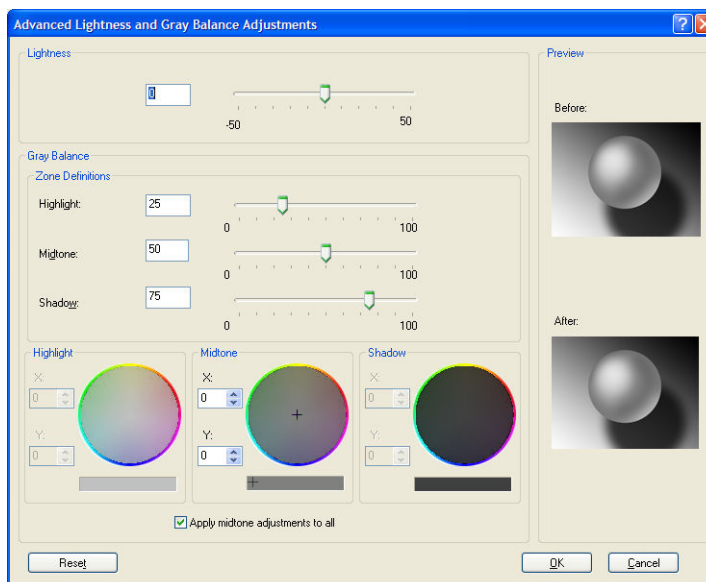 Advanced Lightness and Gray Balance Adjustments
Lightness
0
-50 50
Gray Balance
Zone Definitions
Highlight: 25
0 100
Midtone: 50
0 100
Shadow: 75
0 100
Highlight
X:
0
Y:
0
Midtone
X:
0
Y:
0
Shadow
X:
0
Y:
0
Apply midtone adjustments to all
Preview
Before:
After:
Reset OK Cancel